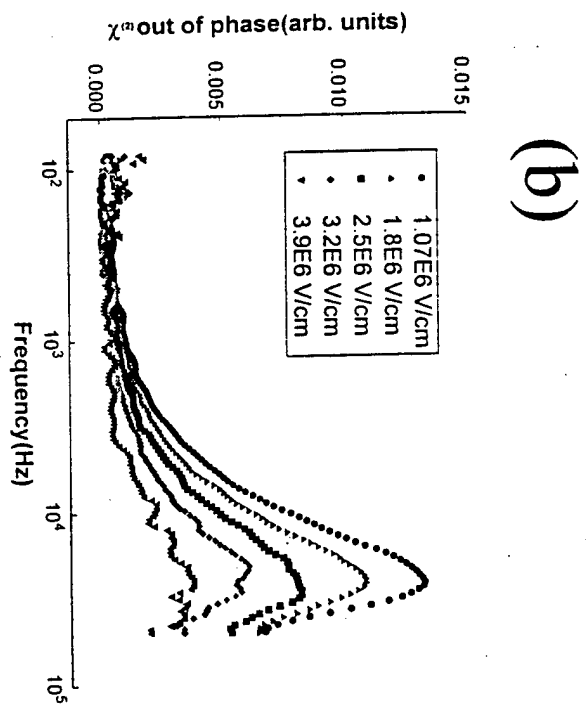 (b)
χ⁽²⁾out of phase(arb. units)
0.015
0.010
0.005
0.000
1.07E6 V/cm
1.8E6 V/cm
2.5E6 V/cm
3.2E6 V/cm
3.9E6 V/cm
10²
10³
10⁴
10⁵
Frequency(Hz)